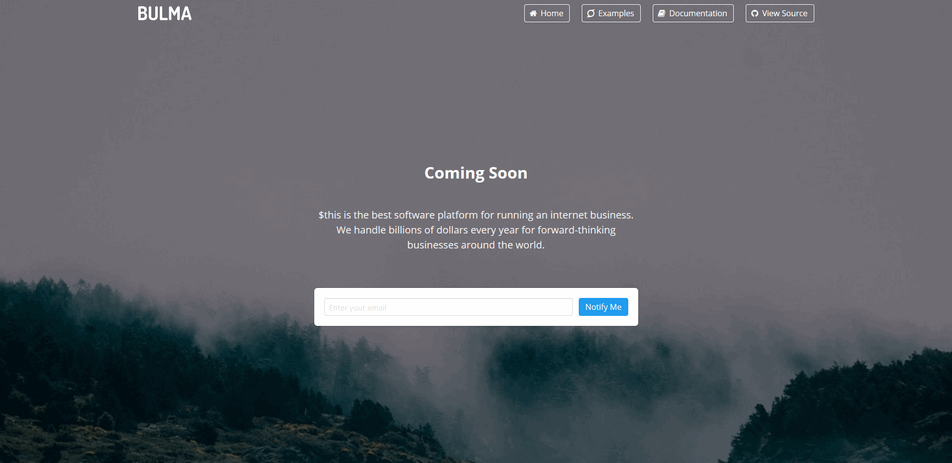 BULMA
Home
Examples
Documentation
View Source
Coming Soon
$this is the best software platform for running an internet business.
We handle billions of dollars every year for forward-thinking
businesses around the world.
Enter your email
Notify Me